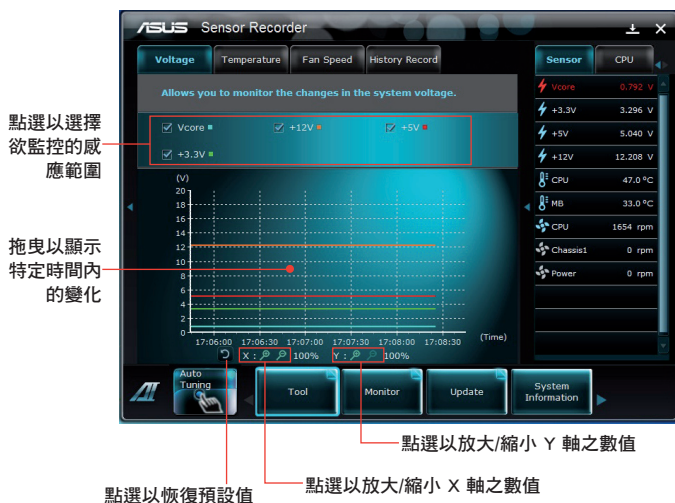 ASUS Sensor Recorder
Voltage
Temperature
Fan Speed
History Record
Sensor
CPU
Allows you to monitor the changes in the system voltage.
Vcore
+12V
+5V
+3.3V
點選以選擇
欲監控的感
應範圍
Vcore 0.792 V
+3.3V 3.296 V
+5V 5.040 V
+12V 12.208 V
CPU 47.0 ºC
MB 33.0 ºC
CPU 1654 rpm
Chassis1 0 rpm
Power 0 rpm
(V)
20
18
16
14
12
10
8
6
4
2
0
拖曳以顯示
特定時間內
的變化
17:06:00 17:06:30 17:07:00 17:07:30 17:08:00 17:08:30
(Time)
X : 100% Y : 100%
Auto
Tuning
Tool
Monitor
Update
System
Information
點選以放大/縮小 Y 軸之數值
點選以放大/縮小 X 軸之數值
點選以恢復預設值